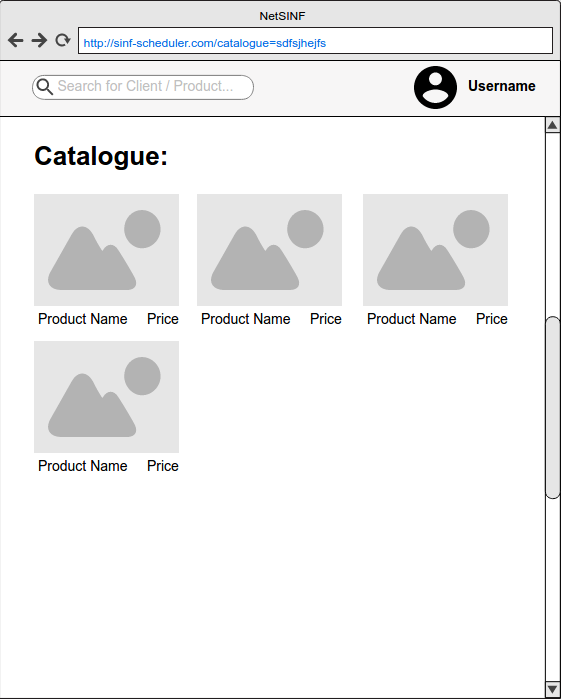 NetSINF
http://sinf-scheduler.com/catalogue=sdfsjhejfs
Search for Client / Product...
Username
Catalogue:
Product Name Price Product Name Price Product Name Price
Product Name Price